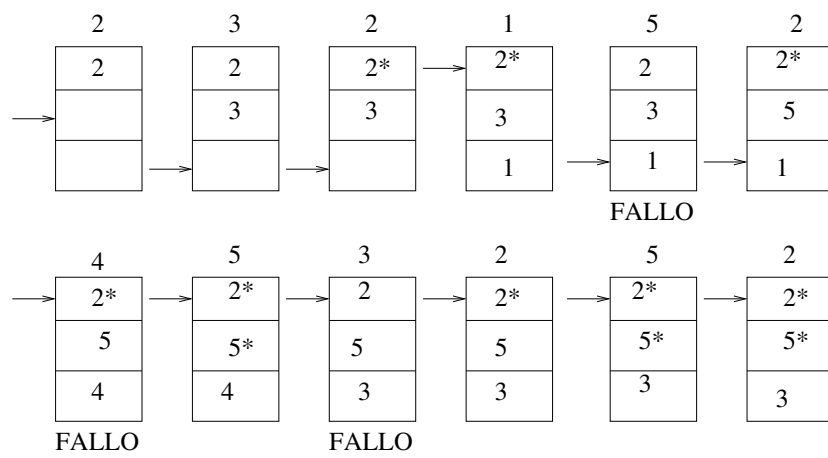 2 3 2 1 5 2
2 2 2* 2* 2 2*
3 3 3 3 5
1 1 1
FALLO
4 5 3 2 5 2
2* 2* 2 2* 2* 2*
5 5* 5 5 5* 5*
4 4 3 3 3 3
FALLO FALLO